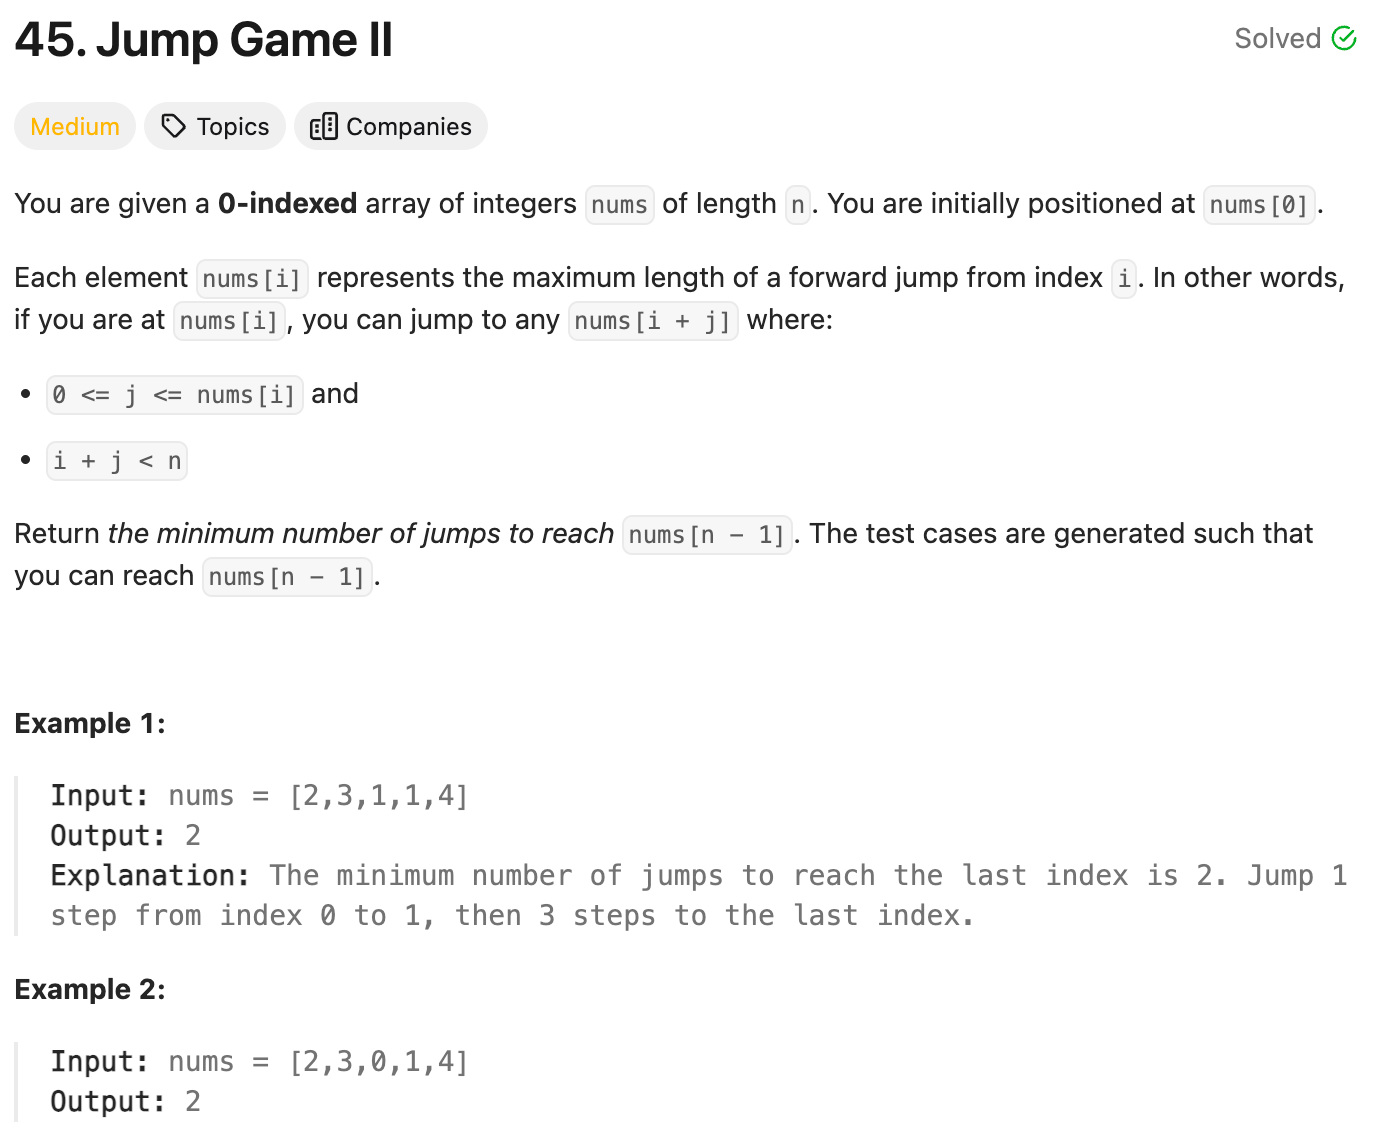 45. Jump Game II
Solved
Medium
Topics
Companies
You are given a 0-indexed array of integers nums of length n. You are initially positioned at nums[0].
Each element nums[i] represents the maximum length of a forward jump from index i. In other words,
if you are at nums[i], you can jump to any nums[i + j] where:
• 0 <= j <= nums[i] and
• i + j < n
Return the minimum number of jumps to reach nums[n - 1]. The test cases are generated such that
you can reach nums[n - 1].
Example 1:
Input: nums = [2,3,1,1,4]
Output: 2
Explanation: The minimum number of jumps to reach the last index is 2. Jump 1
step from index 0 to 1, then 3 steps to the last index.
Example 2:
Input: nums = [2,3,0,1,4]
Output: 2